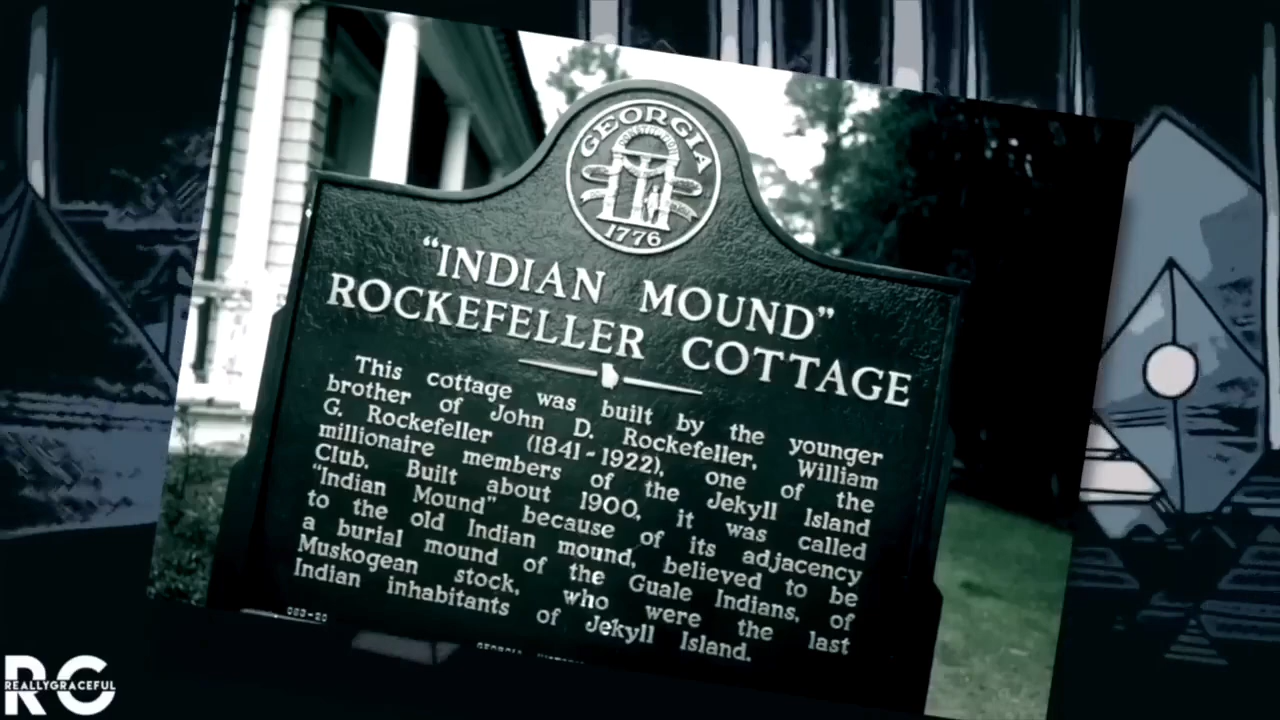 GEORGIA
1776
"INDIAN MOUND"
ROCKEFELLER COTTAGE
This cottage was built by the younger
brother of John D. Rockefeller, William
G. Rockefeller (1841-1922), one of the
millionaire members of the Jekyll Island
Club. Built about 1900, it was called
"Indian Mound" because of its adjacency
to the old Indian mound, believed to be
a burial mound of the Guale Indians, of
Muskogean stock, who were the last
Indian inhabitants of Jekyll Island.
GEORGIA
RG
REALLYGRACEFUL